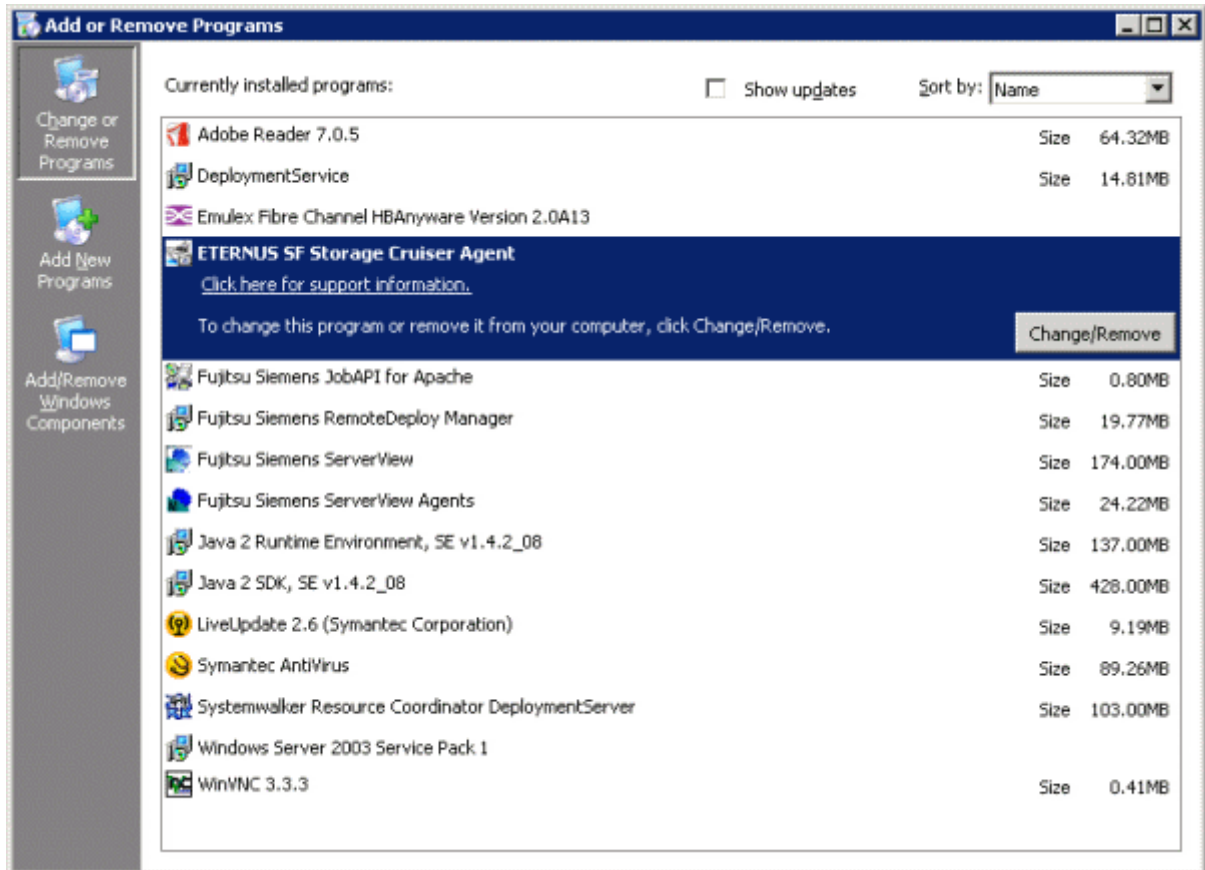 Add or Remove Programs
Change or
Remove
Programs
Add New
Programs
Add/Remove
Windows
Components
Currently installed programs:
Show updates
Sort by: Name
Adobe Reader 7.0.5 Size 64.32MB
DeploymentService Size 14.81MB
Emulex Fibre Channel HBAnyware Version 2.0A13
ETERNUS SF Storage Cruiser Agent
Click here for support information.
To change this program or remove it from your computer, click Change/Remove.
Change/Remove
Fujitsu Siemens JobAPI for Apache Size 0.80MB
Fujitsu Siemens RemoteDeploy Manager Size 19.77MB
Fujitsu Siemens ServerView Size 174.00MB
Fujitsu Siemens ServerView Agents Size 24.22MB
Java 2 Runtime Environment, SE v1.4.2_08 Size 137.00MB
Java 2 SDK, SE v1.4.2_08 Size 428.00MB
LiveUpdate 2.6 (Symantec Corporation) Size 9.19MB
Symantec AntiVirus Size 89.26MB
Systemwalker Resource Coordinator DeploymentServer Size 103.00MB
Windows Server 2003 Service Pack 1
WinVNC 3.3.3 Size 0.41MB